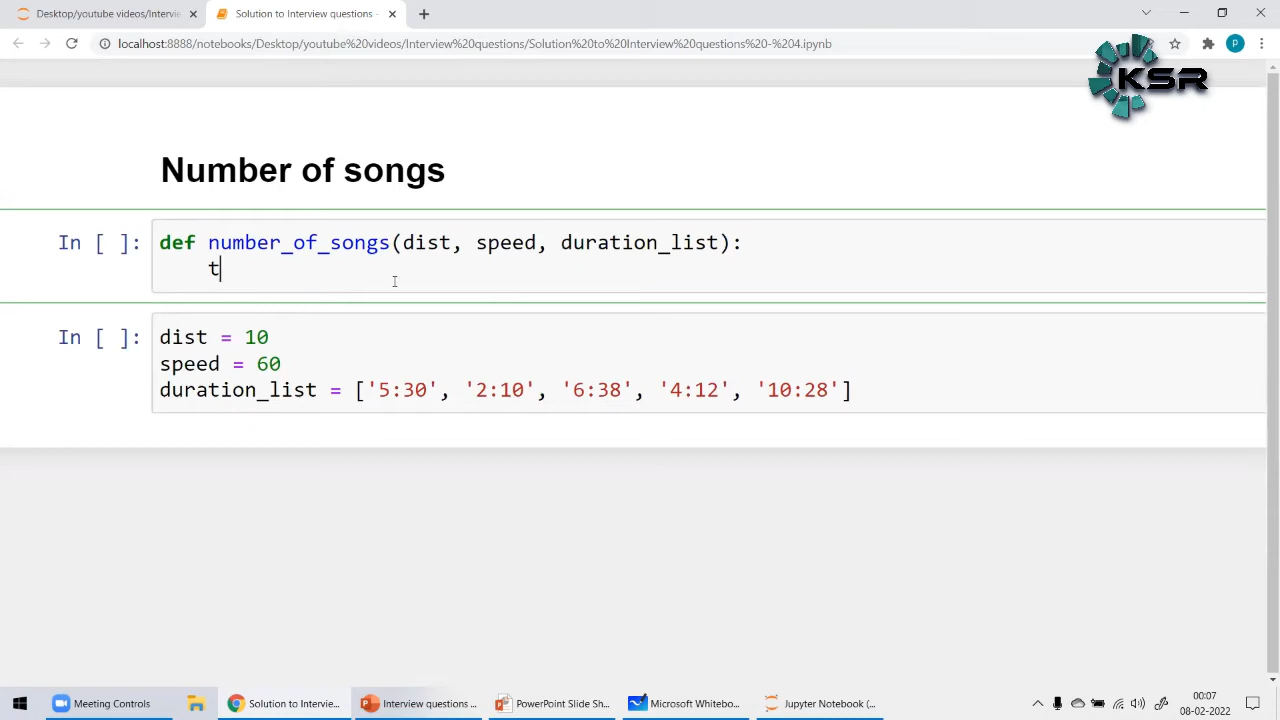 Desktop/youtube videos/Intervie
Solution to Interview questions -
localhost:8888/notebooks/Desktop/youtube%20videos/Interview%20questions/Solution%20to%20Interview%20questions%20-%204.ipynb
P
KSR
Number of songs
In [ ]: def number_of_songs(dist, speed, duration_list):
t
In [ ]: dist = 10
speed = 60
duration_list = ['5:30', '2:10', '6:38', '4:12', '10:28']
Meeting Controls
Solution to Intervie...
Interview questions ...
PowerPoint Slide Sh...
Microsoft Whitebo...
Jupyter Notebook (...
00:07
08-02-2022